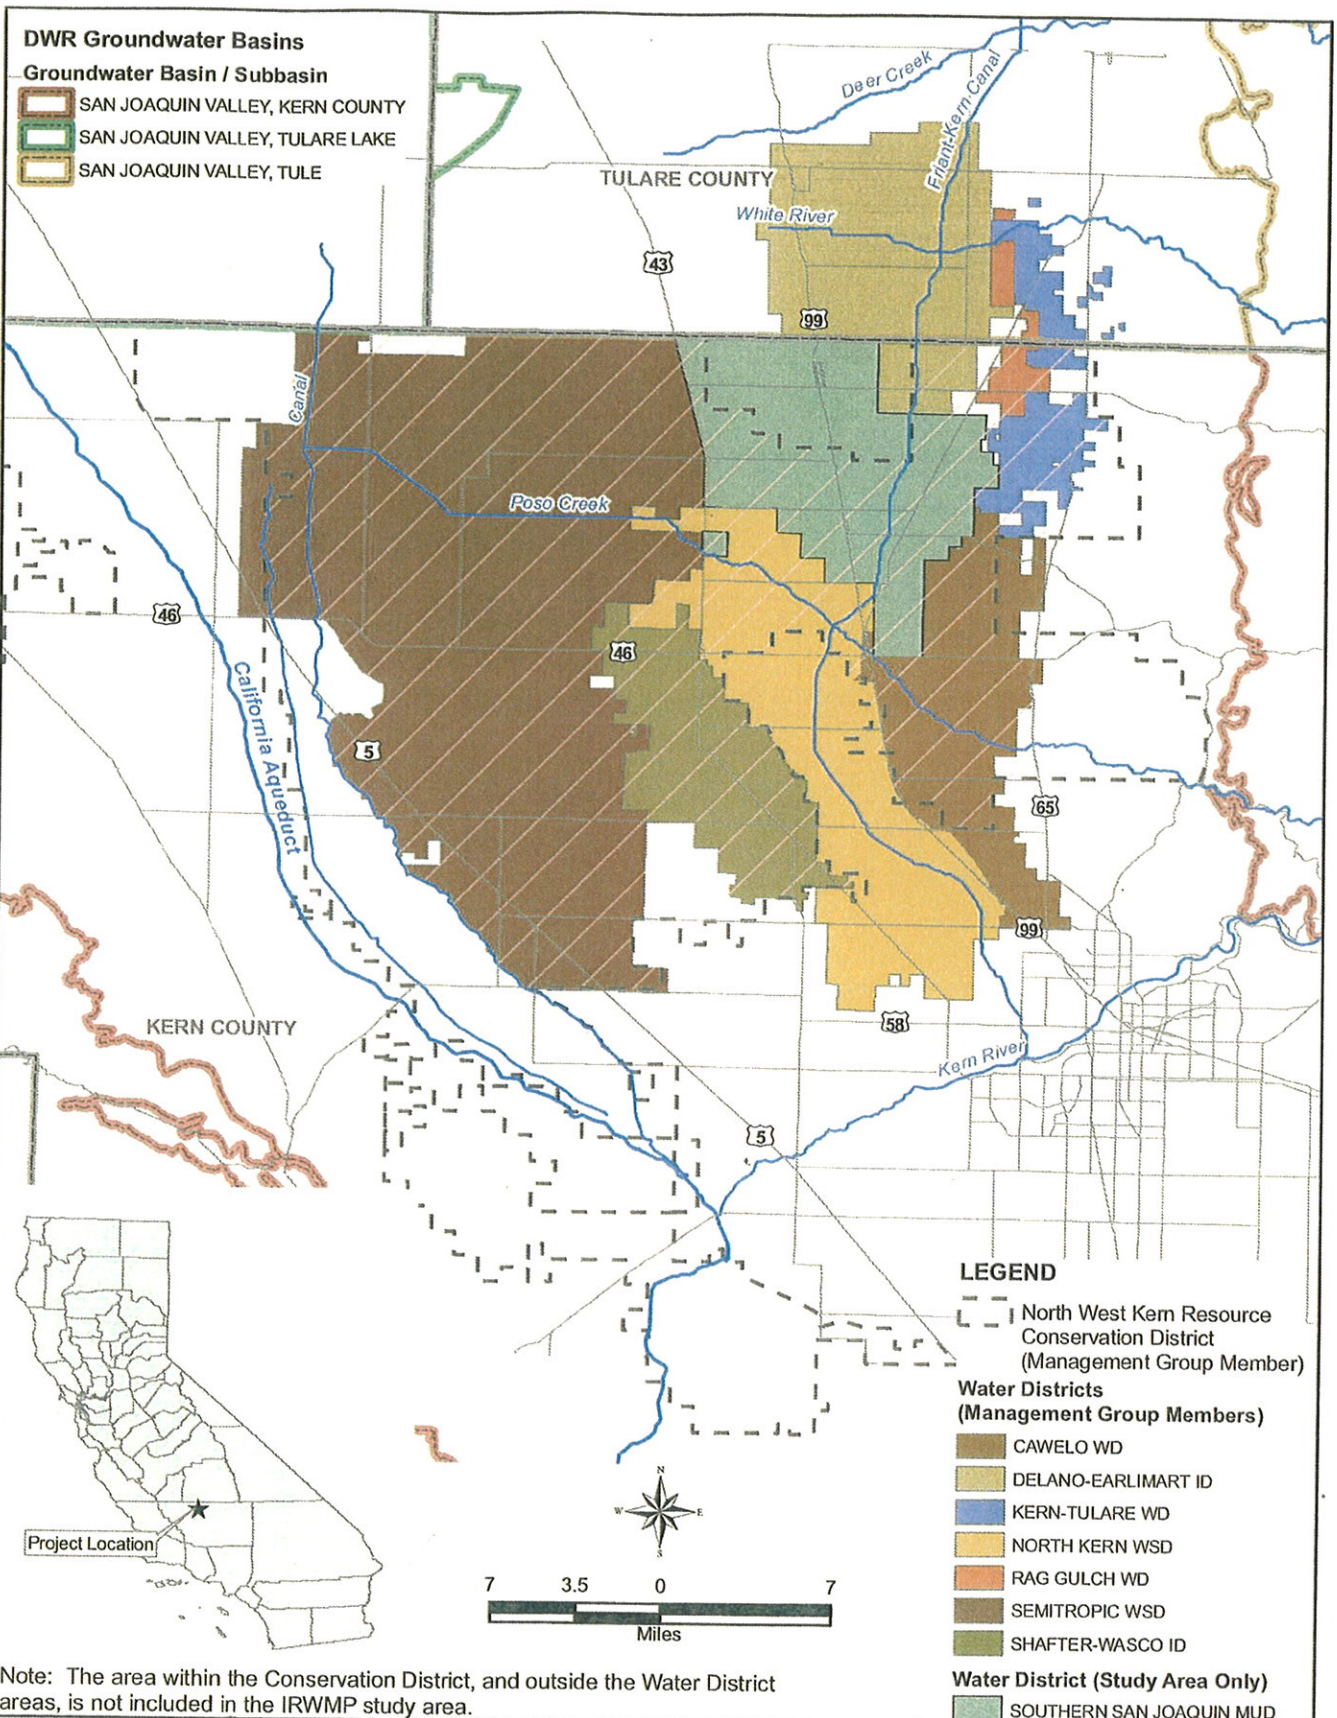 DWR Groundwater Basins
Groundwater Basin / Subbasin
SAN JOAQUIN VALLEY, KERN COUNTY
SAN JOAQUIN VALLEY, TULARE LAKE
SAN JOAQUIN VALLEY, TULE
Deer Creek
Friant-Kern Canal
TULARE COUNTY
White River
43
99
Canal
Poso Creek
46
46
California Aqueduct
5
65
99
KERN COUNTY
58
Kern River
5
LEGEND
North West Kern Resource
Conservation District
(Management Group Member)
Water Districts
(Management Group Members)
CAWELO WD
DELANO-EARLIMART ID
KERN-TULARE WD
NORTH KERN WSD
RAG GULCH WD
SEMITROPIC WSD
SHAFTER-WASCO ID
Water District (Study Area Only)
SOUTHERN SAN JOAQUIN MUD
Project Location
N
W E
S
7 3.5 0 7
Miles
Note: The area within the Conservation District, and outside the Water District
areas, is not included in the IRWMP study area.